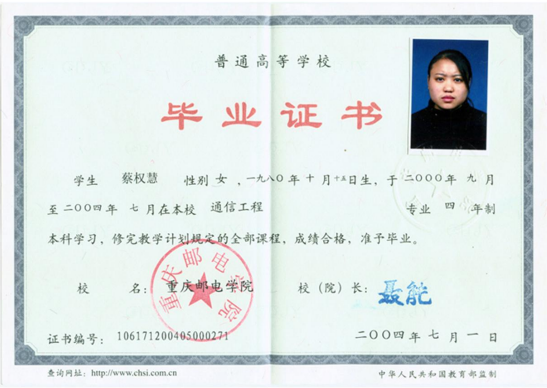 普通高等学校
毕业证书
学生 蔡权慧 性别 女，一九八〇年十月十五日生，于二〇〇〇年九月
至二〇〇四年七月在本校 通信工程 专业 四 年制
本科学习，修完教学计划规定的全部课程，成绩合格，准予毕业。
校 名：重庆邮电学院 校（院）长：聂能
重庆邮电学院
证书编号：106171200405000271 二〇〇四年七月一日
查询网址：http://www.chsi.com.cn 中华人民共和国教育部监制